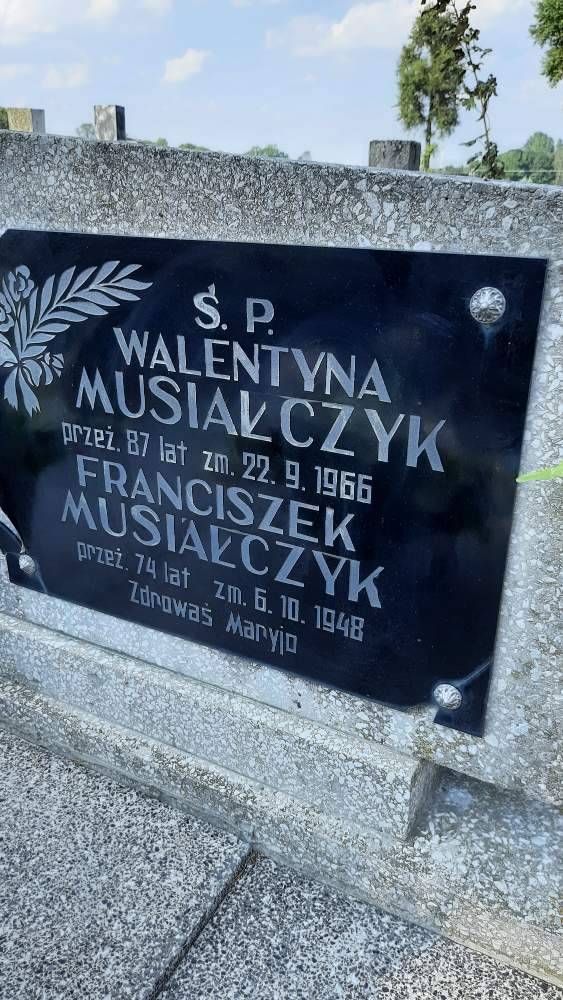 Ś. P.
WALENTYNA
MUSIAŁCZYK
przeż. 87 lat zm. 22. 9. 1966
FRANCISZEK
MUSIAŁCZYK
przeż. 74 lat zm. 6. 10. 1948
Zdrowaś Maryjo